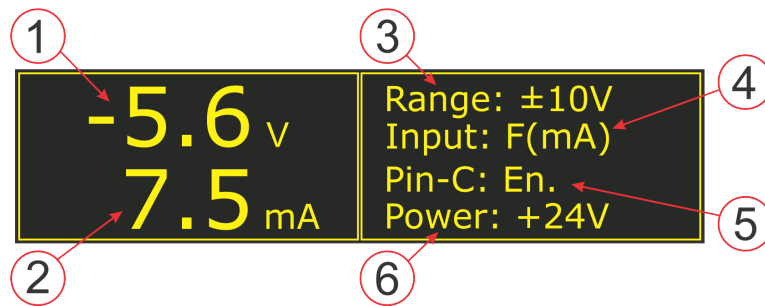 1
3
4
-5.6 V
7.5 mA
Range: ±10V
Input: F(mA)
Pin-C: En.
Power: +24V
5
2
6